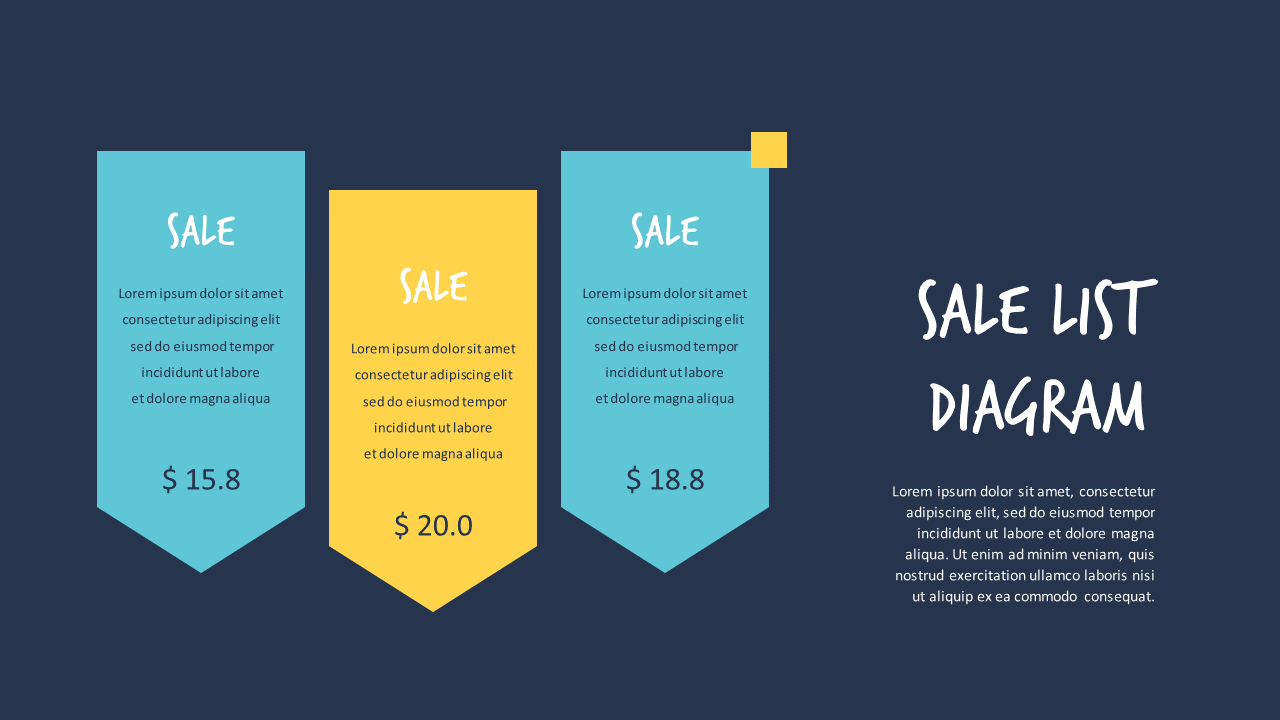 SALE
Lorem ipsum dolor sit amet
consectetur adipiscing elit
sed do eiusmod tempor
incididunt ut labore
et dolore magna aliqua
$ 15.8
SALE
Lorem ipsum dolor sit amet
consectetur adipiscing elit
sed do eiusmod tempor
incididunt ut labore
et dolore magna aliqua
$ 20.0
SALE
Lorem ipsum dolor sit amet
consectetur adipiscing elit
sed do eiusmod tempor
incididunt ut labore
et dolore magna aliqua
$ 18.8
SALE LIST
DIAGRAM
Lorem ipsum dolor sit amet, consectetur
adipiscing elit, sed do eiusmod tempor
incididunt ut labore et dolore magna
aliqua. Ut enim ad minim veniam, quis
nostrud exercitation ullamco laboris nisi
ut aliquip ex ea commodo consequat.